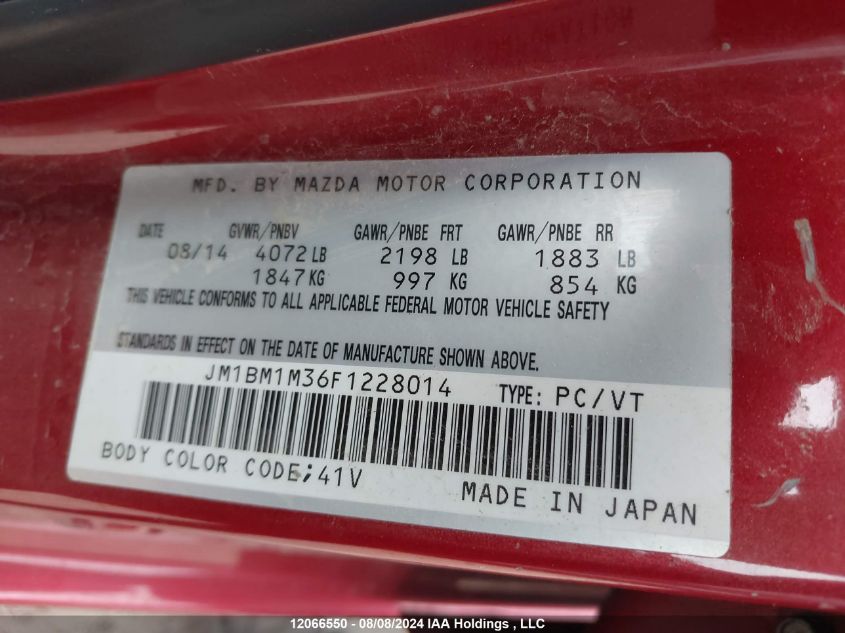 MFD. BY MAZDA MOTOR CORPORATION
DATE GVWR/PNBV GAWR/PNBE FRT GAWR/PNBE RR
08/14 4072 LB 2198 LB 1883 LB
1847 KG 997 KG 854 KG
THIS VEHICLE CONFORMS TO ALL APPLICABLE FEDERAL MOTOR VEHICLE SAFETY
STANDARDS IN EFFECT ON THE DATE OF MANUFACTURE SHOWN ABOVE.
JM1BM1M36F1228014 TYPE: PC/VT
BODY COLOR CODE;41V
MADE IN JAPAN
12066550 - 08/08/2024 IAA Holdings , LLC